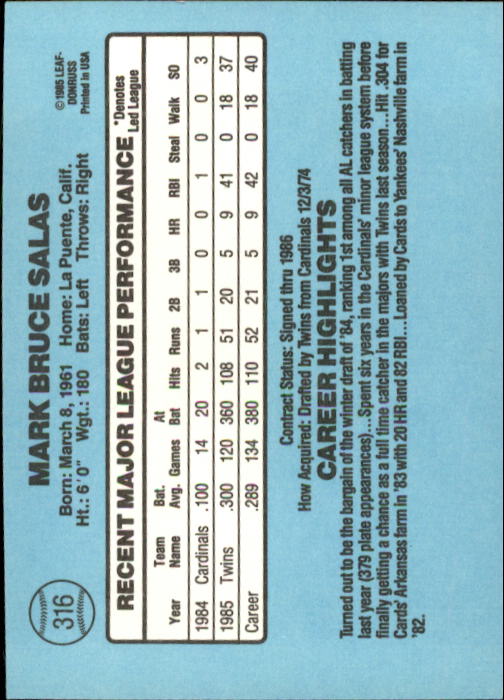 316
MARK BRUCE SALAS
©1985 LEAF-
DONRUSS
Printed in USA
Born: March 8, 1961 Home: La Puente, Calif.
Ht.: 6'0" Wgt.: 180 Bats: Left Throws: Right
RECENT MAJOR LEAGUE PERFORMANCE *Denotes Led League
Year Team Name Bat. Avg. Games At Bat Hits Runs 2B 3B HR RBI Steal Walk SO
1984 Cardinals .100 14 20 2 1 1 0 0 1 0 0 3
1985 Twins .300 120 360 108 51 20 5 9 41 0 18 37
Career .289 134 380 110 52 21 5 9 42 0 18 40
Contract Status: Signed thru 1986
How Acquired: Drafted by Twins from Cardinals 12/3/74
CAREER HIGHLIGHTS
Turned out to be the bargain of the winter draft of '84, ranking 1st among all AL catchers in batting
last year (379 plate appearances)...Spent six years in the Cardinals' minor league system before
finally getting a chance as a full time catcher in the majors with Twins last season...Hit .304 for
Cards' Arkansas farm in '83 with 20 HR and 82 RBI...Loaned by Cards to Yankees' Nashville farm in
'82.